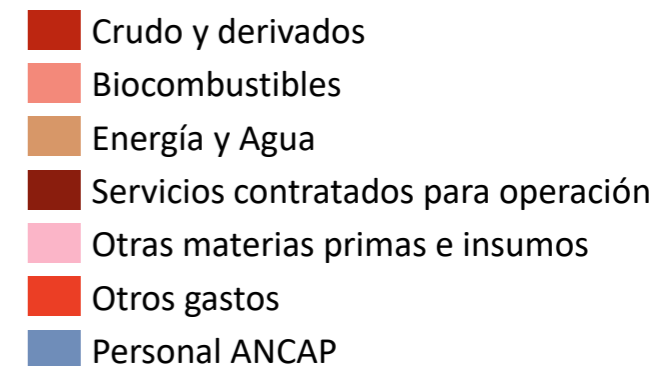 Crudo y derivados
Biocombustibles
Energía y Agua
Servicios contratados para operación
Otras materias primas e insumos
Otros gastos
Personal ANCAP